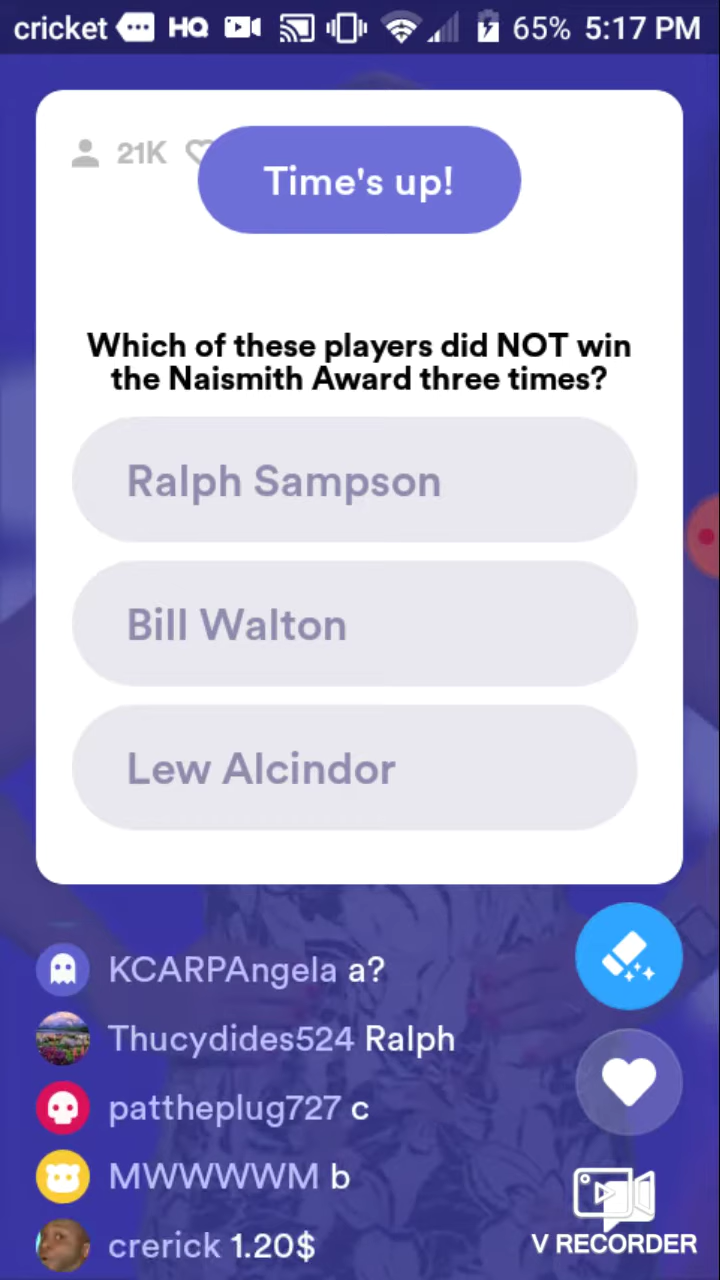 cricket HQ 65% 5:17 PM
21K
Time's up!
Which of these players did NOT win
the Naismith Award three times?
Ralph Sampson
Bill Walton
Lew Alcindor
KCARPAngela a?
Thucydides524 Ralph
pattheplug727 c
MWWWWM b
crerick 1.20$
V RECORDER